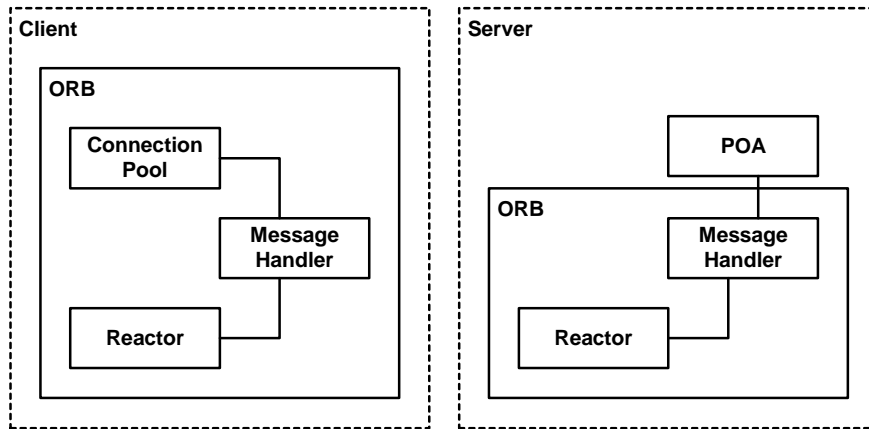 Client
ORB
Connection
Pool
Message
Handler
Reactor
Server
POA
ORB
Message
Handler
Reactor